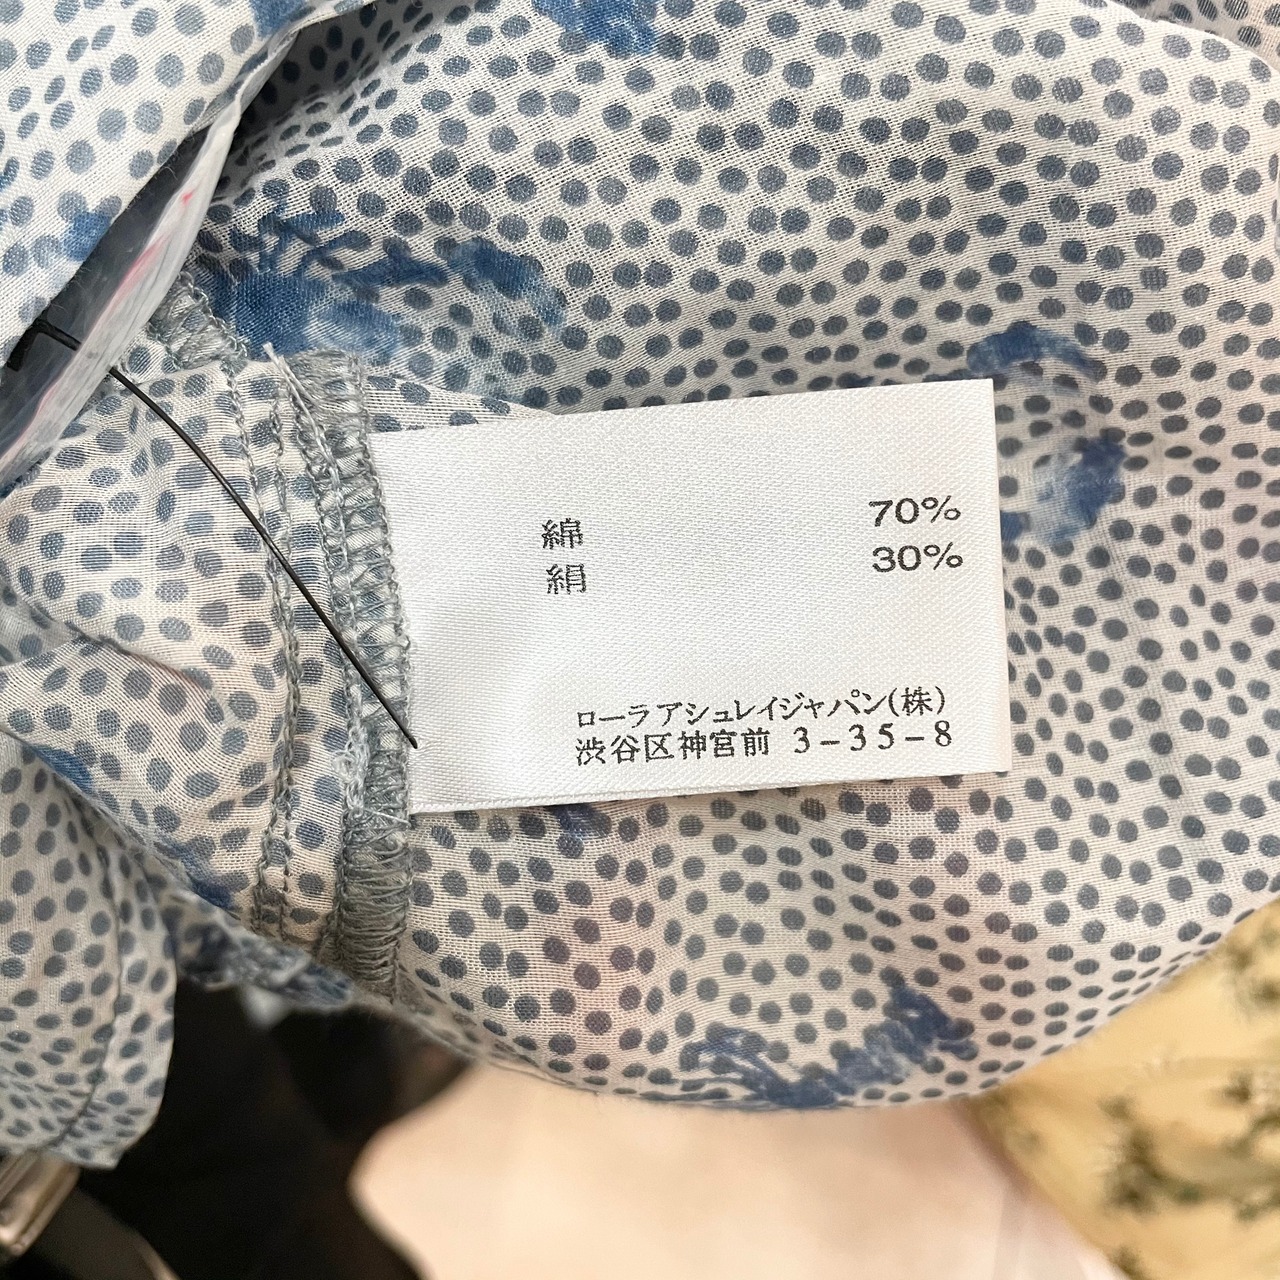 綿 70%
絹 30%
ローラ アシュレイジャパン(株)
渋谷区神宮前 3-35-8